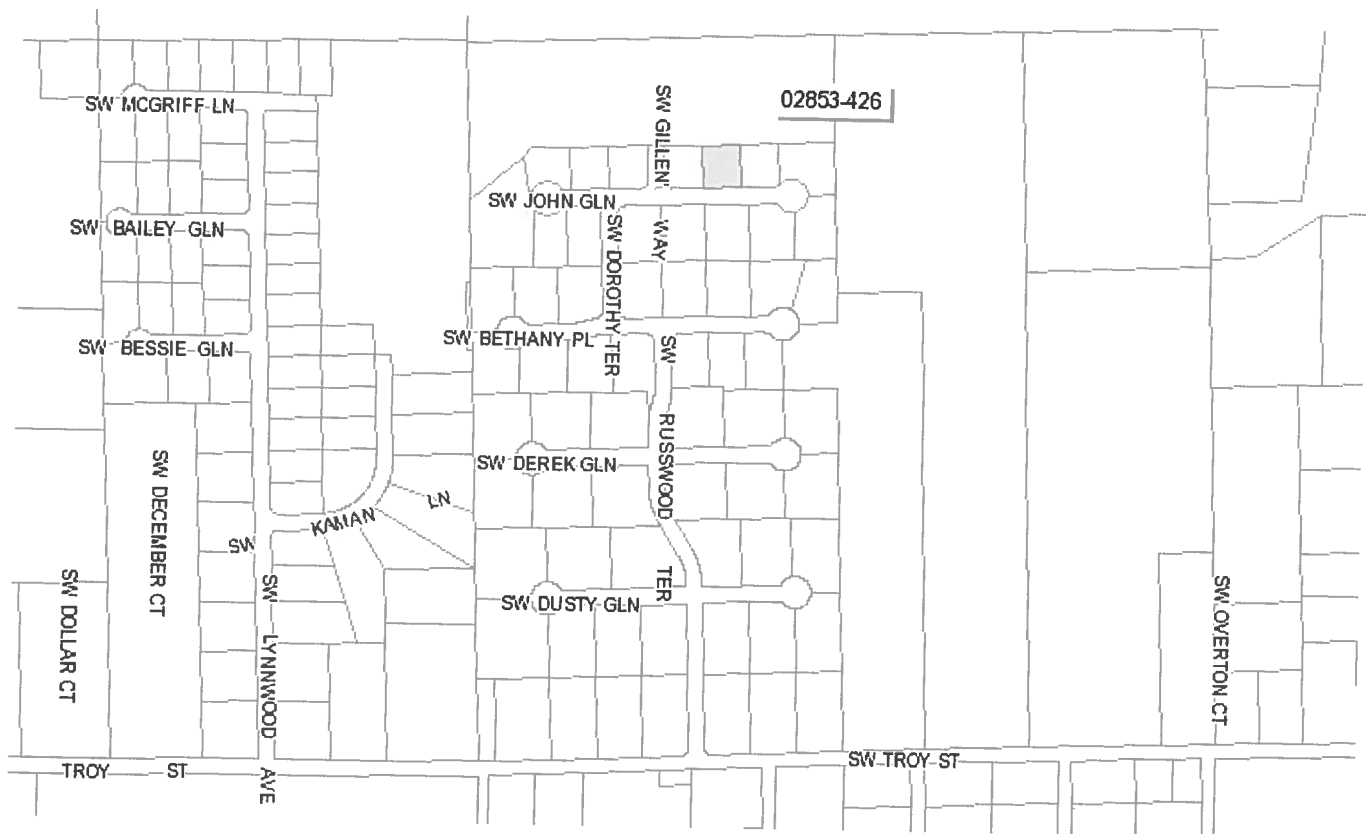 SW MCGRIFF LN
SW GILLEN WAY
02853-426
SW JOHN GLN
SW BAILEY GLN
SW DOROTHY TER
SW BETHANY PL
SW BESSIE GLN
SW RUSSWOOD TER
SW DEREK GLN
SW DECEMBER CT
SW KAMAN LN
SW DOLLAR CT
SW LYNNWOOD AVE
SW DUSTY GLN
SW OVERTON CT
TROY ST
SW TROY ST